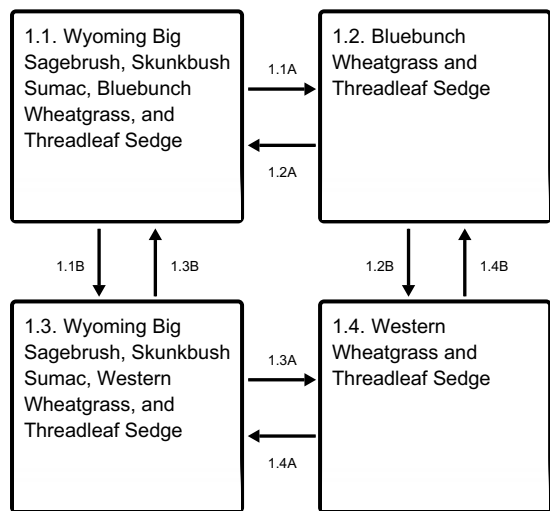 1.1. Wyoming Big
Sagebrush, Skunkbush
Sumac, Bluebunch
Wheatgrass, and
Threadleaf Sedge
1.1A
1.2A
1.2. Bluebunch
Wheatgrass and
Threadleaf Sedge
1.1B
1.3B
1.2B
1.4B
1.3. Wyoming Big
Sagebrush, Skunkbush
Sumac, Western
Wheatgrass, and
Threadleaf Sedge
1.3A
1.4A
1.4. Western
Wheatgrass and
Threadleaf Sedge